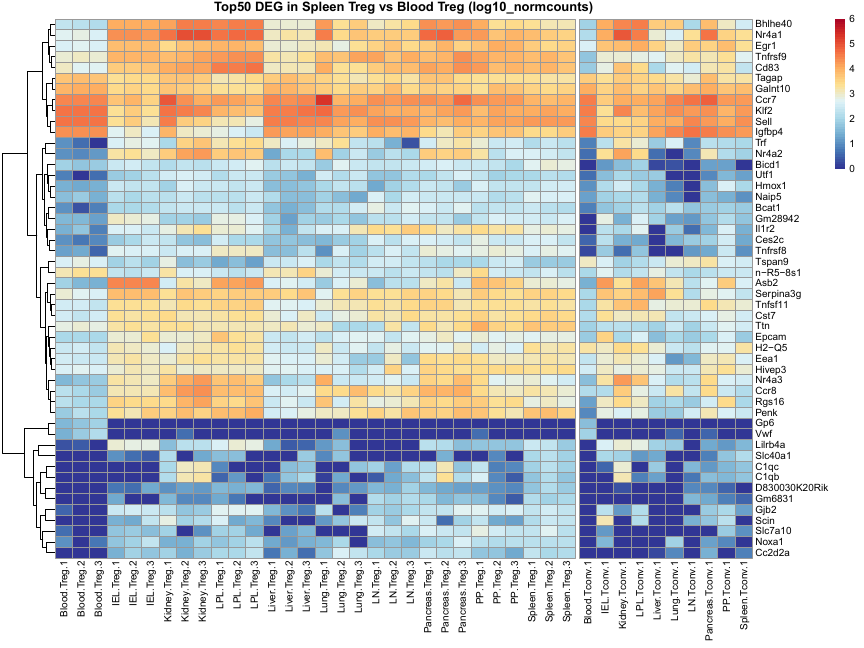 Top50 DEG in Spleen Treg vs Blood Treg (log10_normcounts)
Bhlhe40
Nr4a1
Egr1
Tnfrsf9
Cd83
Tagap
Galnt10
Ccr7
Klf2
Sell
Igfbp4
Trf
Nr4a2
Bicd1
Utf1
Hmox1
Naip5
Bcat1
Gm28942
Il1r2
Ces2c
Tnfrsf8
Tspan9
n−R5−8s1
Asb2
Serpina3g
Tnfsf11
Cst7
Ttn
Epcam
H2−Q5
Eea1
Hivep3
Nr4a3
Ccr8
Rgs16
Penk
Gp6
Vwf
Lilrb4a
Slc40a1
C1qc
C1qb
D830030K20Rik
Gm6831
Gjb2
Scin
Slc7a10
Noxa1
Cc2d2a
6
5
4
3
2
1
0
Blood.Treg.1
Blood.Treg.2
Blood.Treg.3
IEL.Treg.1
IEL.Treg.2
IEL.Treg.3
Kidney.Treg.1
Kidney.Treg.2
Kidney.Treg.3
LPL.Treg.1
LPL.Treg.2
LPL.Treg.3
Liver.Treg.1
Liver.Treg.2
Liver.Treg.3
Lung.Treg.1
Lung.Treg.2
Lung.Treg.3
LN.Treg.1
LN.Treg.2
LN.Treg.3
Pancreas.Treg.1
Pancreas.Treg.2
Pancreas.Treg.3
PP.Treg.1
PP.Treg.2
PP.Treg.3
Spleen.Treg.1
Spleen.Treg.2
Spleen.Treg.3
Blood.Tconv.1
IEL.Tconv.1
Kidney.Tconv.1
LPL.Tconv.1
Liver.Tconv.1
Lung.Tconv.1
LN.Tconv.1
Pancreas.Tconv.1
PP.Tconv.1
Spleen.Tconv.1